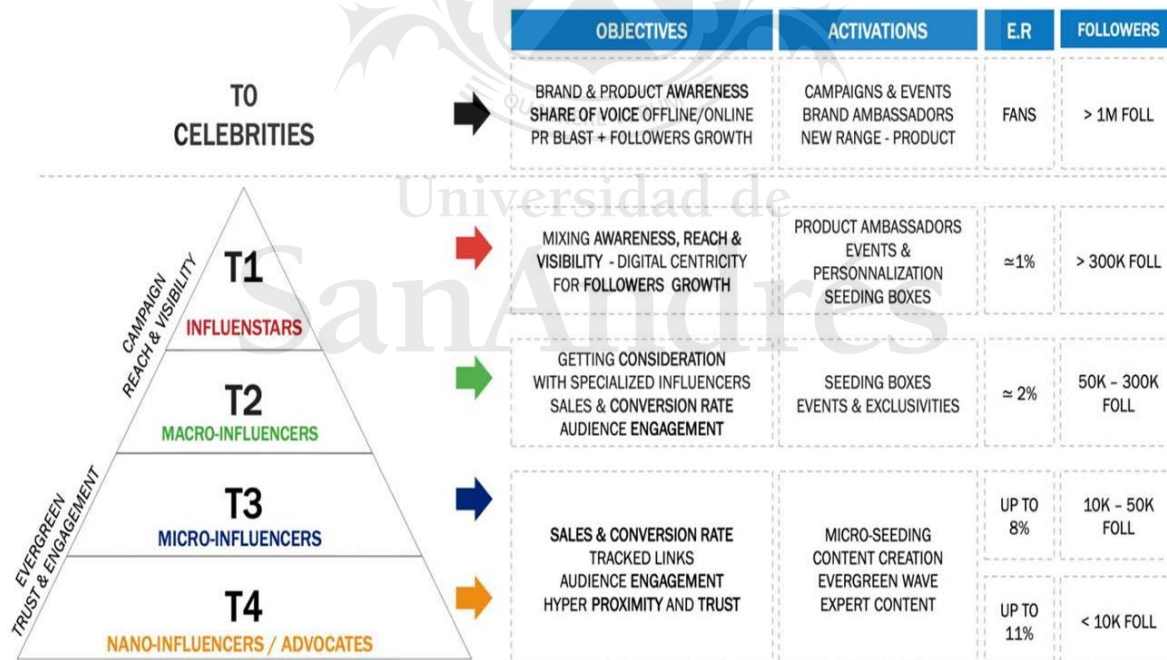 OBJECTIVES
ACTIVATIONS
E.R
FOLLOWERS
TO
CELEBRITIES
BRAND & PRODUCT AWARENESS
SHARE OF VOICE OFFLINE/ONLINE
PR BLAST + FOLLOWERS GROWTH
CAMPAIGNS & EVENTS
BRAND AMBASSADORS
NEW RANGE - PRODUCT
FANS
> 1M FOLL
Universidad de
SanAndrés
CAMPAIGN
REACH & VISIBILITY
T1
INFLUENSTARS
MIXING AWARENESS, REACH &
VISIBILITY - DIGITAL CENTRICITY
FOR FOLLOWERS GROWTH
PRODUCT AMBASSADORS
EVENTS &
PERSONNALIZATION
SEEDING BOXES
≃1%
> 300K FOLL
T2
MACRO-INFLUENCERS
GETTING CONSIDERATION
WITH SPECIALIZED INFLUENCERS
SALES & CONVERSION RATE
AUDIENCE ENGAGEMENT
SEEDING BOXES
EVENTS & EXCLUSIVITIES
≃ 2%
50K – 300K
FOLL
EVERGREEN
TRUST & ENGAGEMENT
T3
MICRO-INFLUENCERS
T4
NANO-INFLUENCERS / ADVOCATES
SALES & CONVERSION RATE
TRACKED LINKS
AUDIENCE ENGAGEMENT
HYPER PROXIMITY AND TRUST
MICRO-SEEDING
CONTENT CREATION
EVERGREEN WAVE
EXPERT CONTENT
UP TO
8%
10K – 50K
FOLL
UP TO
11%
< 10K FOLL